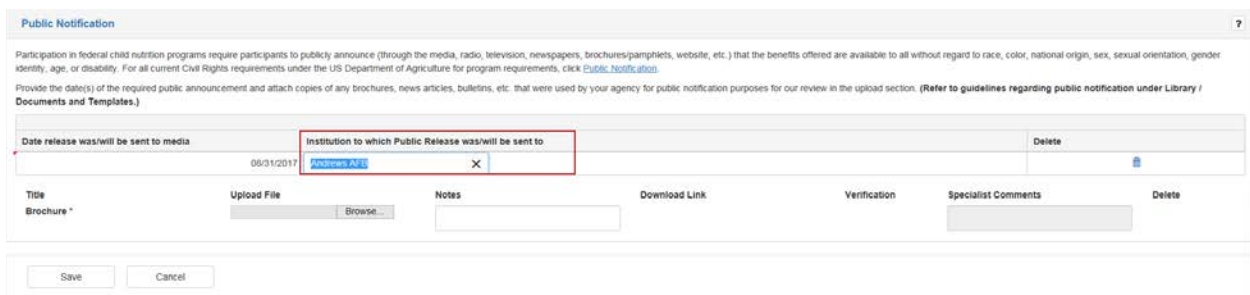 Public Notification
?
Participation in federal child nutrition programs require participants to publicly announce (through the media, radio, television, newspapers, brochures/pamphlets, website, etc.) that the benefits offered are available to all without regard to race, color, national origin, sex, sexual orientation, gender
identity, age, or disability. For all current Civil Rights requirements under the US Department of Agriculture for program requirements, click Public Notification.
Provide the date(s) of the required public announcement and attach copies of any brochures, news articles, bulletins, etc. that were used by your agency for public notification purposes for our review in the upload section. (Refer to guidelines regarding public notification under Library /
Documents and Templates.)
Date release was/will be sent to media Institution to which Public Release was/will be sent to Delete
08/31/2017 Andrews AFB
Title Upload File Notes Download Link Verification Specialist Comments Delete
Brochure * Browse...
Save Cancel